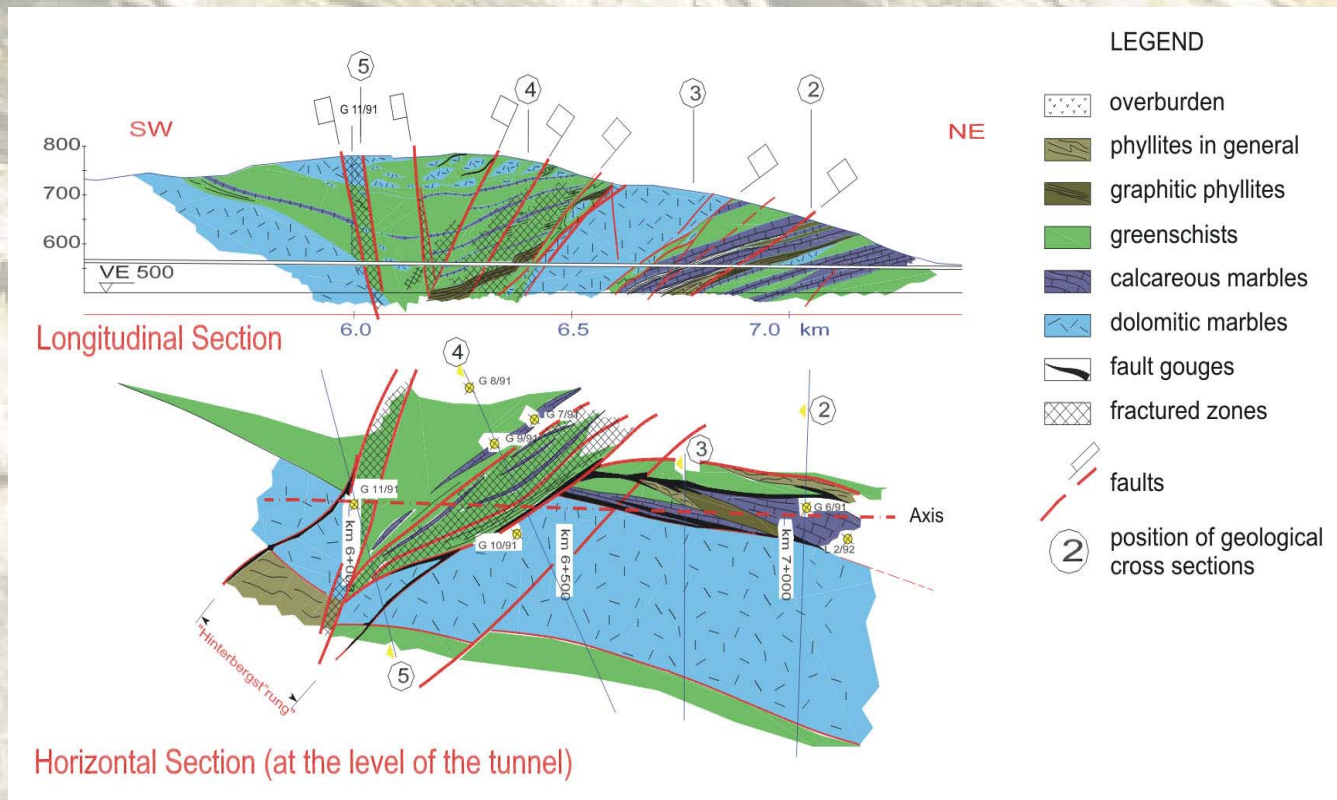 5
G 11/91
4
3
2
SW
NE
800
700
600
VE 500
6.0
6.5
7.0 km
Longitudinal Section
4
G 8/91
G 7/91
G 9/91
2
3
G 11/91
G 6/91
Axis
G 10/91
L 2/92
km 6+500
km 7+000
5
"Hinterbergst"rung"
Horizontal Section (at the level of the tunnel)
LEGEND
overburden
phyllites in general
graphitic phyllites
greenschists
calcareous marbles
dolomitic marbles
fault gouges
fractured zones
faults
2
position of geological
cross sections